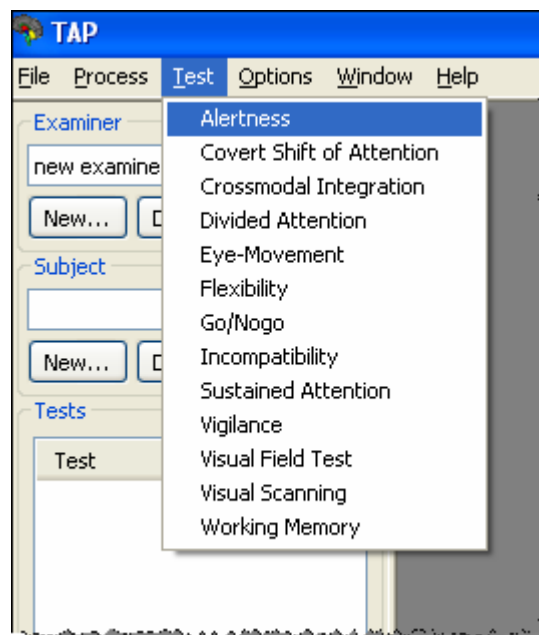 TAP
File Process Test Options Window Help
Examiner
new examine
New...
Subject
New...
Tests
Test
Alertness
Covert Shift of Attention
Crossmodal Integration
Divided Attention
Eye-Movement
Flexibility
Go/Nogo
Incompatibility
Sustained Attention
Vigilance
Visual Field Test
Visual Scanning
Working Memory